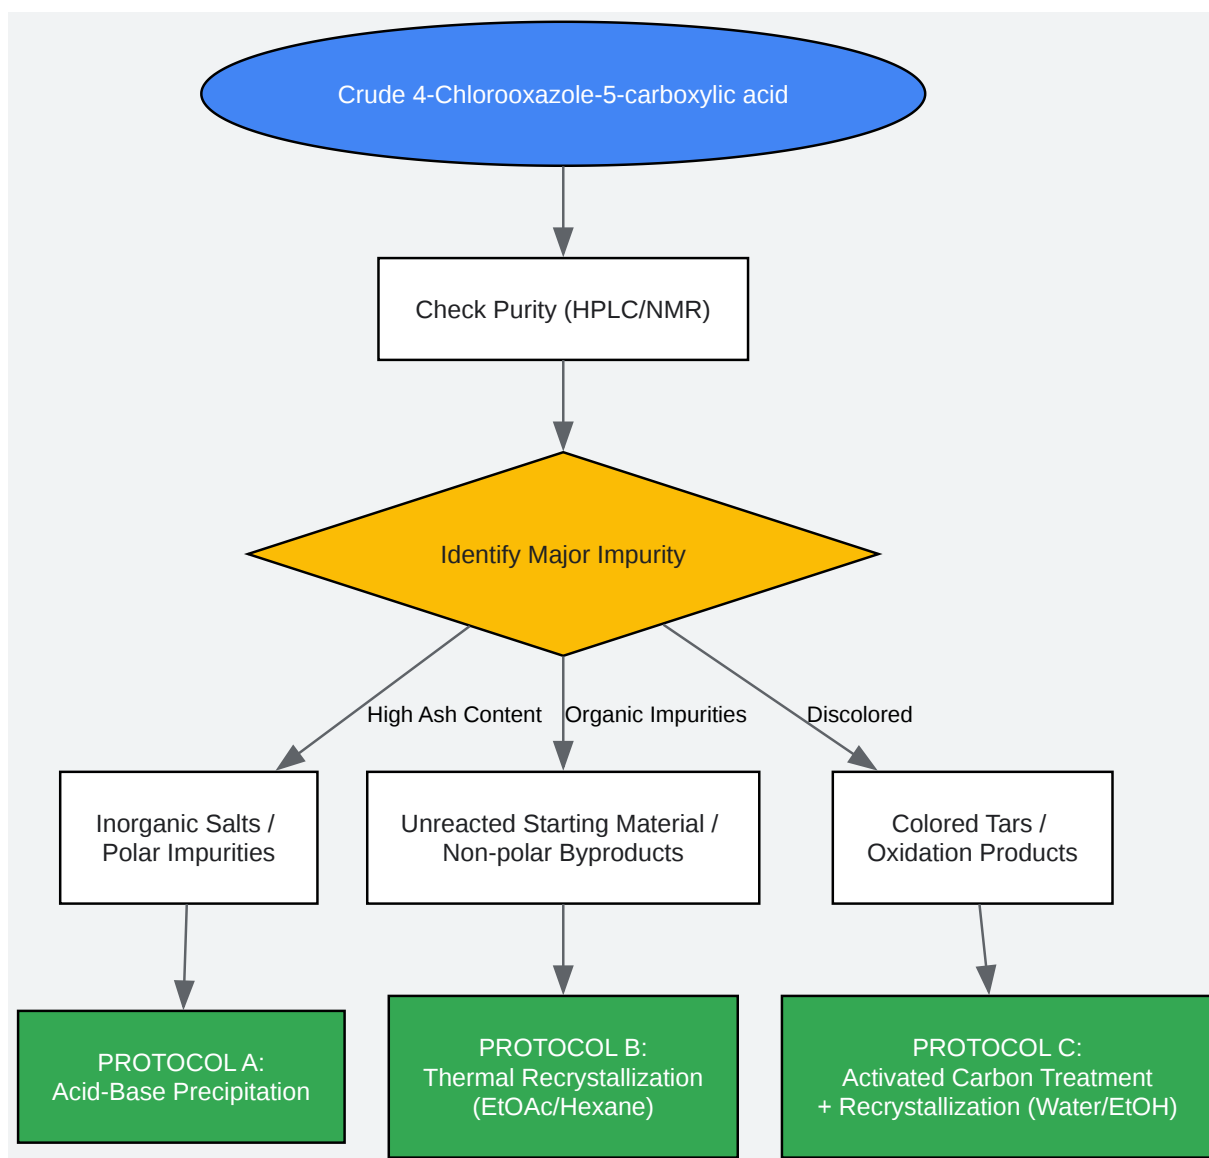 Crude 4-Chlorooxazole-5-carboxylic acid
Check Purity (HPLC/NMR)
Identify Major Impurity
High Ash Content
Organic Impurities
Discolored
Inorganic Salts /
Polar Impurities
Unreacted Starting Material /
Non-polar Byproducts
Colored Tars /
Oxidation Products
PROTOCOL A:
Acid-Base Precipitation
PROTOCOL B:
Thermal Recrystallization
(EtOAc/Hexane)
PROTOCOL C:
Activated Carbon Treatment
+ Recrystallization (Water/EtOH)